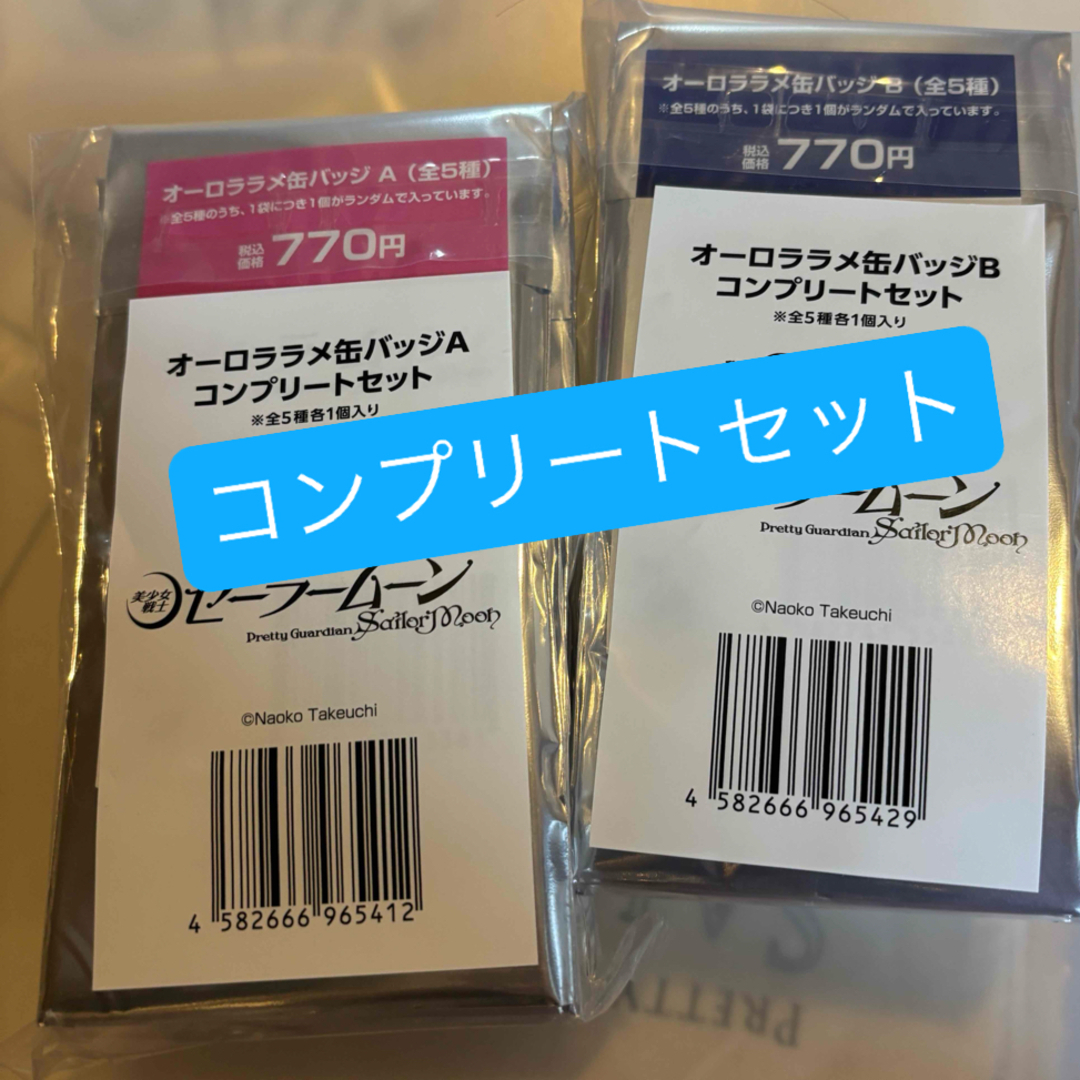 オーロララメ缶バッジ A（全5種）
※全5種のうち、1袋につき1個がランダムで入っています。
税込
価格 770円
オーロララメ缶バッジA
コンプリートセット
※全5種各1個入り
美少女
戦士
セーラームーン
Pretty Guardian Sailor Moon
©Naoko Takeuchi
4 582666 965412
オーロララメ缶バッジ B（全5種）
※全5種のうち、1袋につき1個がランダムで入っています。
税込
価格 770円
オーロララメ缶バッジB
コンプリートセット
※全5種各1個入り
コンプリートセット
ームーン
Pretty Guardian Sailor Moon
©Naoko Takeuchi
4 582666 965429
PRETTY